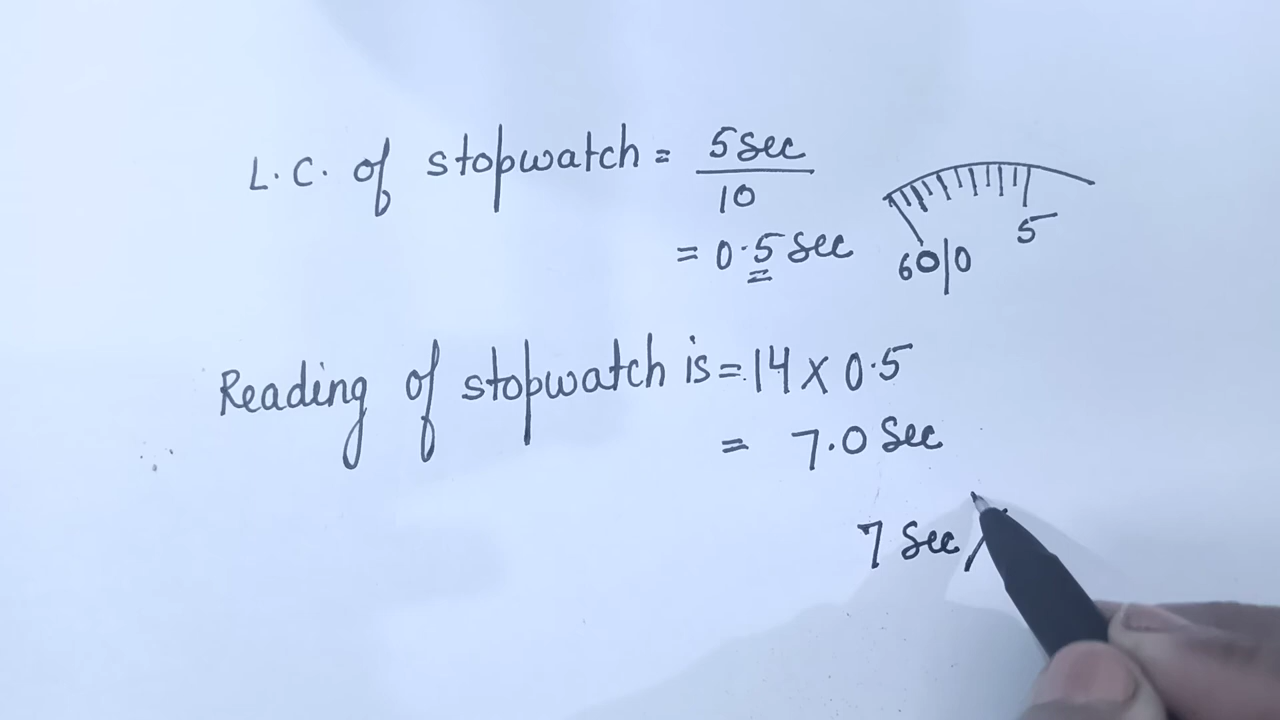 L.C. of stopwatch = 5 sec
10
= 0.5 sec
5
60|0
Reading of stopwatch is = 14 x 0.5
= 7.0 Sec
7 Sec/